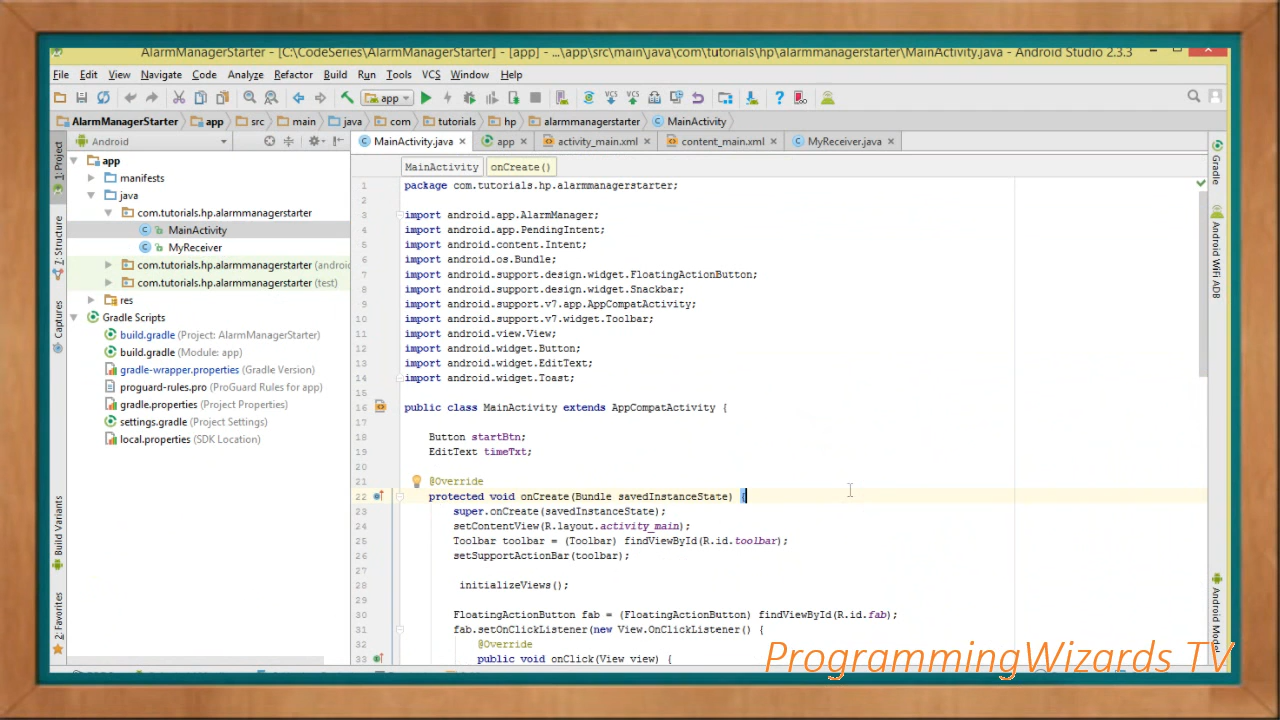 AlarmManagerStarter - [C:\CodeSeries\AlarmManagerStarter] - [app] - ...\app\src\main\java\com\tutorials\hp\alarmmanagerstarter\MainActivity.java - Android Studio 2.3.3
File Edit View Navigate Code Analyze Refactor Build Run Tools VCS Window Help
app
AlarmManagerStarter app src main java com tutorials hp alarmmanagerstarter MainActivity
Android
MainActivity.java app activity_main.xml content_main.xml MyReceiver.java
MainActivity onCreate()
1: Project
7: Structure
Captures
Build Variants
2: Favorites
app
manifests
java
com.tutorials.hp.alarmmanagerstarter
MainActivity
MyReceiver
com.tutorials.hp.alarmmanagerstarter (androi
com.tutorials.hp.alarmmanagerstarter (test)
res
Gradle Scripts
build.gradle (Project: AlarmManagerStarter)
build.gradle (Module: app)
gradle-wrapper.properties (Gradle Version)
proguard-rules.pro (ProGuard Rules for app)
gradle.properties (Project Properties)
settings.gradle (Project Settings)
local.properties (SDK Location)
1 package com.tutorials.hp.alarmmanagerstarter;
2
3 import android.app.AlarmManager;
4 import android.app.PendingIntent;
5 import android.content.Intent;
6 import android.os.Bundle;
7 import android.support.design.widget.FloatingActionButton;
8 import android.support.design.widget.Snackbar;
9 import android.support.v7.app.AppCompatActivity;
10 import android.support.v7.widget.Toolbar;
11 import android.view.View;
12 import android.widget.Button;
13 import android.widget.EditText;
14 import android.widget.Toast;
15
16 public class MainActivity extends AppCompatActivity {
17
18 Button startBtn;
19 EditText timeTxt;
20
21 @Override
22 protected void onCreate(Bundle savedInstanceState) {
23 super.onCreate(savedInstanceState);
24 setContentView(R.layout.activity_main);
25 Toolbar toolbar = (Toolbar) findViewById(R.id.toolbar);
26 setSupportActionBar(toolbar);
27
28 initializeViews();
29
30 FloatingActionButton fab = (FloatingActionButton) findViewById(R.id.fab);
31 fab.setOnClickListener(new View.OnClickListener() {
32 @Override
33 public void onClick(View view) {
Gradle
Android WiFi ADB
Android Model
ProgrammingWizards TV